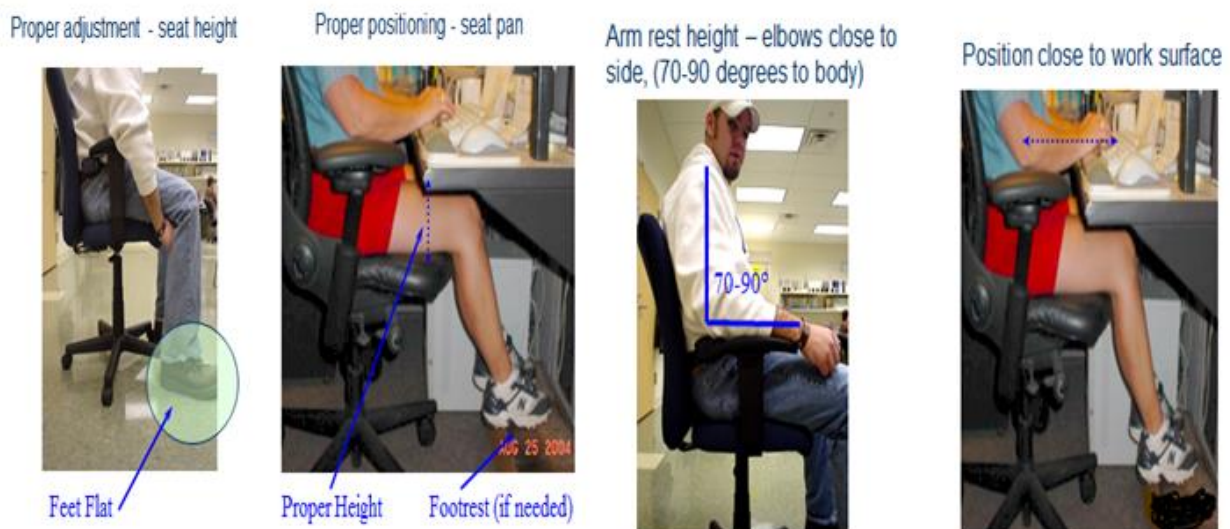 Proper adjustment - seat height
Feet Flat
Proper positioning - seat pan
AUG 25 2004
Proper Height
Footrest (if needed)
Arm rest height – elbows close to
side, (70-90 degrees to body)
70-90°
Position close to work surface